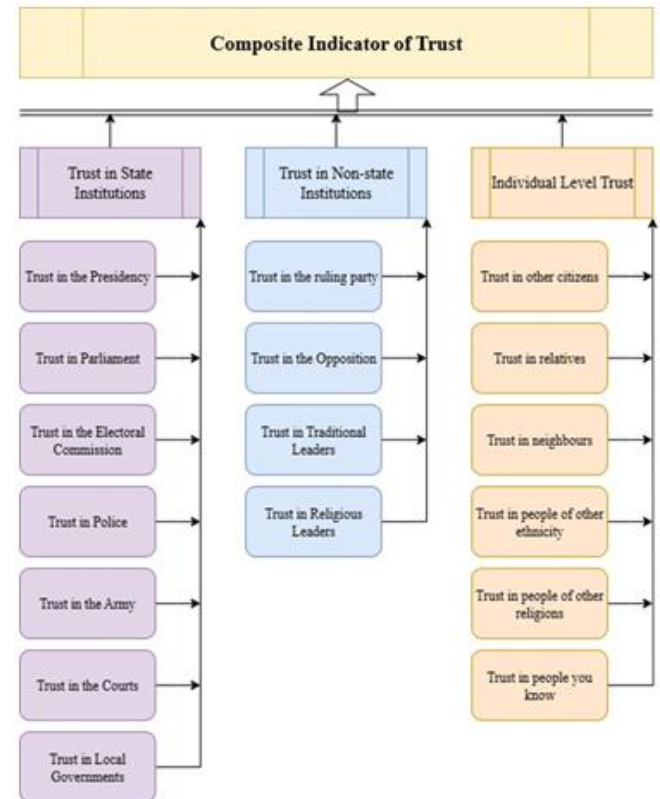 Composite Indicator of Trust
Trust in State
Institutions
Trust in the Presidency
Trust in Parliament
Trust in the Electoral
Commission
Trust in Police
Trust in the Army
Trust in the Courts
Trust in Local
Governments
Trust in Non-state
Institutions
Trust in the ruling party
Trust in the Opposition
Trust in Traditional
Leaders
Trust in Religious
Leaders
Individual Level Trust
Trust in other citizens
Trust in relatives
Trust in neighbours
Trust in people of other
ethnicity
Trust in people of other
religions
Trust in people you
know